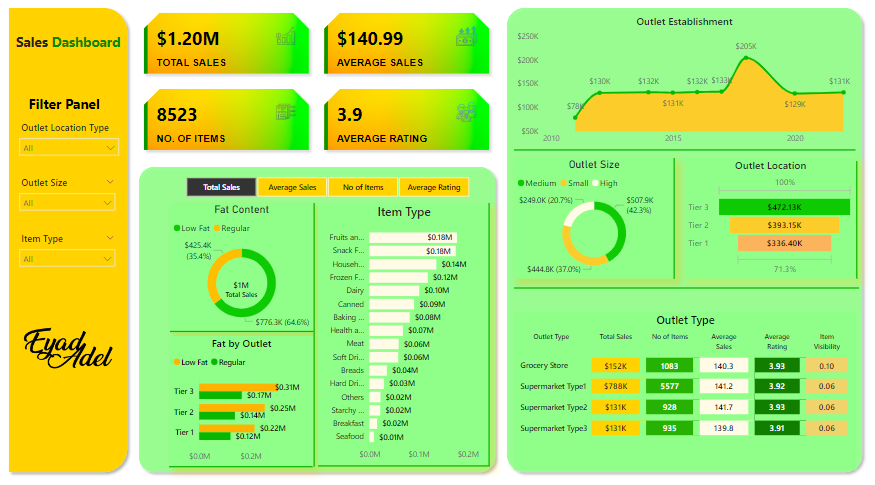 Sales Dashboard
Filter Panel
Outlet Location Type
All
Outlet Size
All
Item Type
All
Eyad
Adel
$1.20M
TOTAL SALES
$140.99
AVERAGE SALES
8523
NO. OF ITEMS
3.9
AVERAGE RATING
Total Sales
Average Sales
No of Items
Average Rating
Fat Content
Low Fat
Regular
$425.4K
(35.4%)
$1M
Total Sales
$776.3K (64.6%)
Fat by Outlet
Low Fat
Regular
Tier 3
$0.31M
$0.17M
Tier 2
$0.25M
$0.14M
Tier 1
$0.22M
$0.12M
$0.0M
$0.2M
Item Type
Fruits an... $0.18M
Snack F... $0.18M
Househ... $0.14M
Frozen F... $0.12M
Dairy $0.10M
Canned $0.09M
Baking ... $0.08M
Health a... $0.07M
Meat $0.06M
Soft Dri... $0.06M
Breads $0.04M
Hard Dri... $0.03M
Others $0.02M
Starchy ... $0.02M
Breakfast $0.02M
Seafood $0.01M
$0.0M
$0.1M
$0.2M
Outlet Establishment
$250K
$200K
$150K
$100K
$50K
$78K
$130K
$132K
$131K
$132K
$133K
$205K
$129K
$131K
2010
2015
2020
Outlet Size
Medium
Small
High
$249.0K (20.7%)
$507.9K
(42.3%)
$444.8K (37.0%)
Outlet Location
100%
Tier 3 $472.13K
Tier 2 $393.15K
Tier 1 $336.40K
71.3%
Outlet Type
Outlet Type Total Sales No of Items Average Sales Average Rating Item Visibility
Grocery Store $152K 1083 140.3 3.93 0.10
Supermarket Type1 $788K 5577 141.2 3.92 0.06
Supermarket Type2 $131K 928 141.7 3.93 0.06
Supermarket Type3 $131K 935 139.8 3.91 0.06